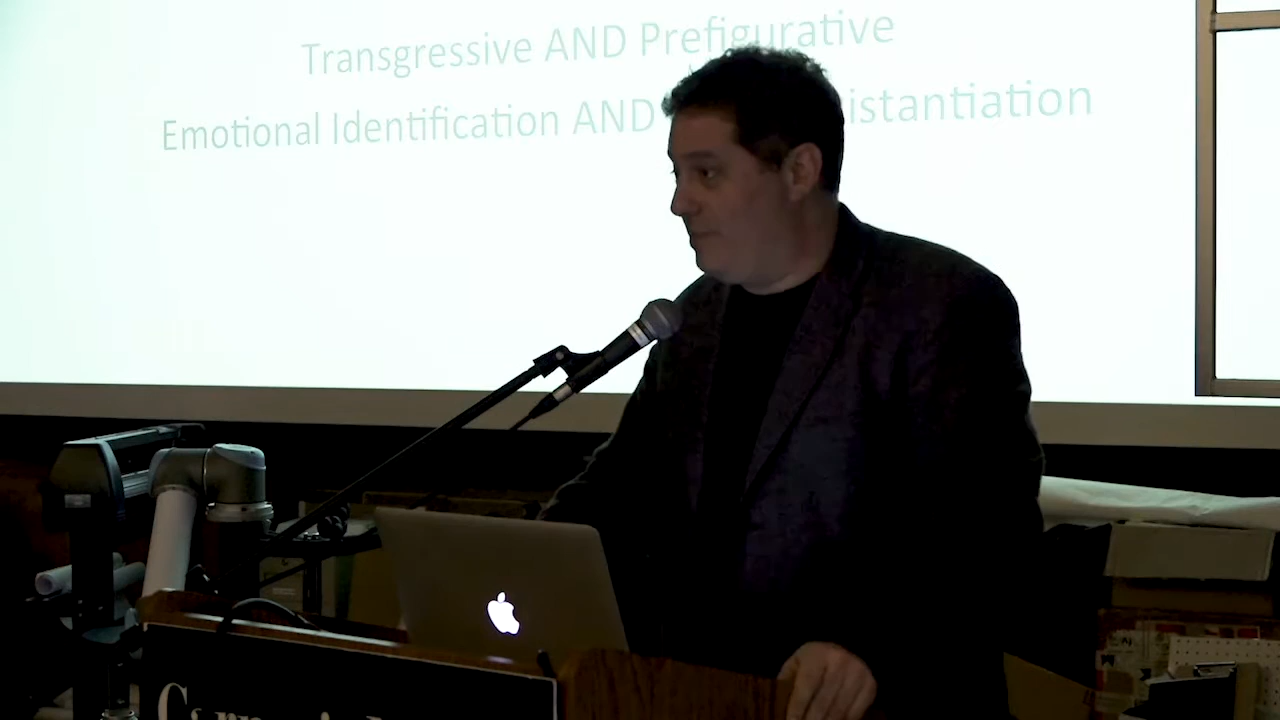 Transgressive AND Prefigurative
Emotional Identification AND istantiation